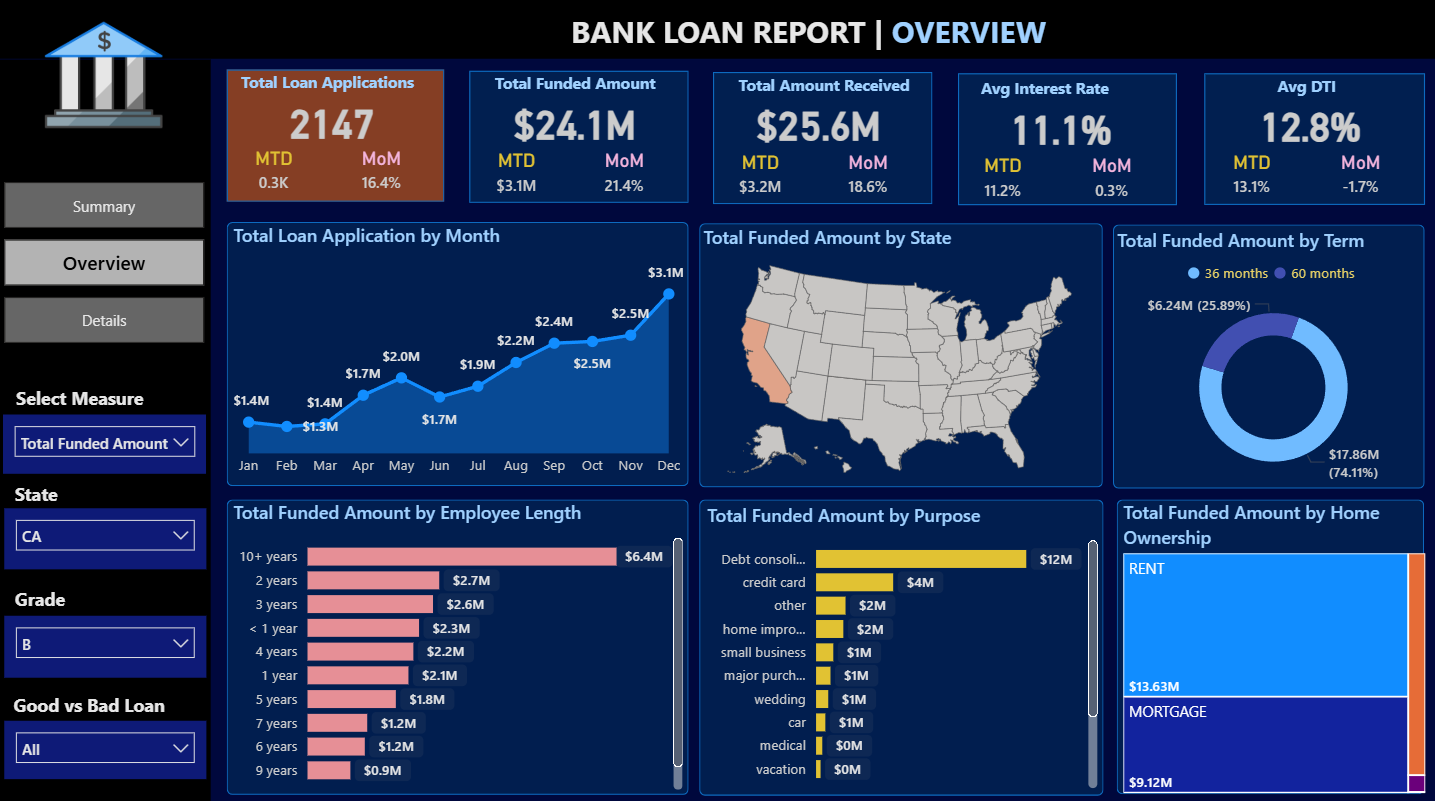 $
BANK LOAN REPORT | OVERVIEW
Total Loan Applications
2147
MTD MoM
0.3K 16.4%
Total Funded Amount
$24.1M
MTD MoM
$3.1M 21.4%
Total Amount Received
$25.6M
MTD MoM
$3.2M 18.6%
Avg Interest Rate
11.1%
MTD MoM
11.2% 0.3%
Avg DTI
12.8%
MTD MoM
13.1% -1.7%
Summary
Overview
Details
Select Measure
Total Funded Amount
State
CA
Grade
B
Good vs Bad Loan
All
Total Loan Application by Month
$1.4M
$1.3M
$1.4M
$1.7M
$2.0M
$1.7M
$1.9M
$2.2M
$2.4M
$2.5M
$2.5M
$3.1M
Jan Feb Mar Apr May Jun Jul Aug Sep Oct Nov Dec
Total Funded Amount by State
Total Funded Amount by Term
36 months 60 months
$6.24M (25.89%)
$17.86M
(74.11%)
Total Funded Amount by Employee Length
10+ years $6.4M
2 years $2.7M
3 years $2.6M
< 1 year $2.3M
4 years $2.2M
1 year $2.1M
5 years $1.8M
7 years $1.2M
6 years $1.2M
9 years $0.9M
Total Funded Amount by Purpose
Debt consoli... $12M
credit card $4M
other $2M
home impro... $2M
small business $1M
major purch... $1M
wedding $1M
car $1M
medical $0M
vacation $0M
Total Funded Amount by Home
Ownership
RENT
$13.63M
MORTGAGE
$9.12M